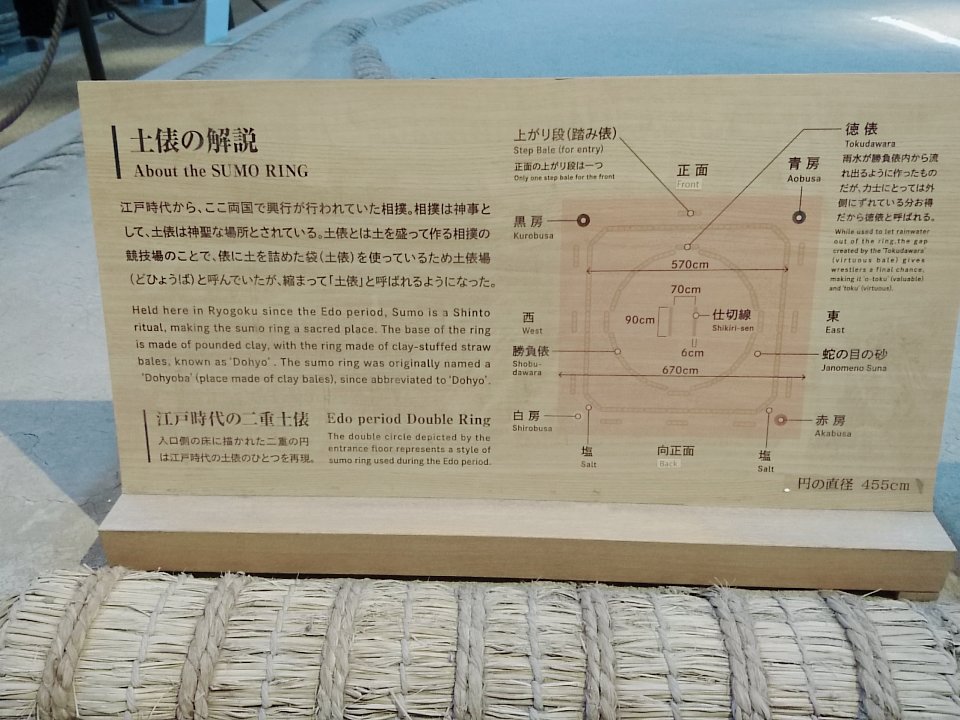 土俵の解説
About the SUMO RING
江戸時代から、ここ両国で興行が行われていた相撲。相撲は神事と
して、土俵は神聖な場所とされている。土俵とは土を盛って作る相撲の
競技場のことで、俵に土を詰めた袋（土俵）を使っているため土俵場
（どひょうば）と呼んでいたが、縮まって「土俵」と呼ばれるようになった。
Held here in Ryogoku since the Edo period, Sumo is a Shinto
ritual, making the sumo ring a sacred place. The base of the ring
is made of pounded clay, with the ring made of clay-stuffed straw
bales, known as 'Dohyo' . The sumo ring was originally named a
'Dohyoba' (place made of clay bales), since abbreviated to 'Dohyo'.
江戸時代の二重土俵
入口側の床に描かれた二重の円
は江戸時代の土俵のひとつを再現。
Edo period Double Ring
The double circle depicted by the
entrance floor represents a style of
sumo ring used during the Edo period.
上がり段（踏み俵）
Step Bale (for entry)
正面の上がり段は一つ
Only one step bale for the front
正面
Front
徳俵
Tokudawara
雨水が勝負俵内から流
れ出るように作ったもの
だが、力士にとっては外
側にずれている分お得
だから徳俵と呼ばれる。
While used to let rainwater
out of the ring, the gap
created by the 'Tokudawara'
(virtuous bale) gives
wrestlers a final chance,
making it 'o-toku' (valuable)
and 'toku' (virtuous).
青房
Aobusa
黒房
Kurobusa
570cm
70cm
90cm
仕切線
Shikiri-sen
6cm
西
West
東
East
勝負俵
Shobu-
dawara
蛇の目の砂
Janomeno Suna
670cm
白房
Shirobusa
赤房
Akabusa
塩
Salt
向正面
Back
塩
Salt
円の直径 455cm